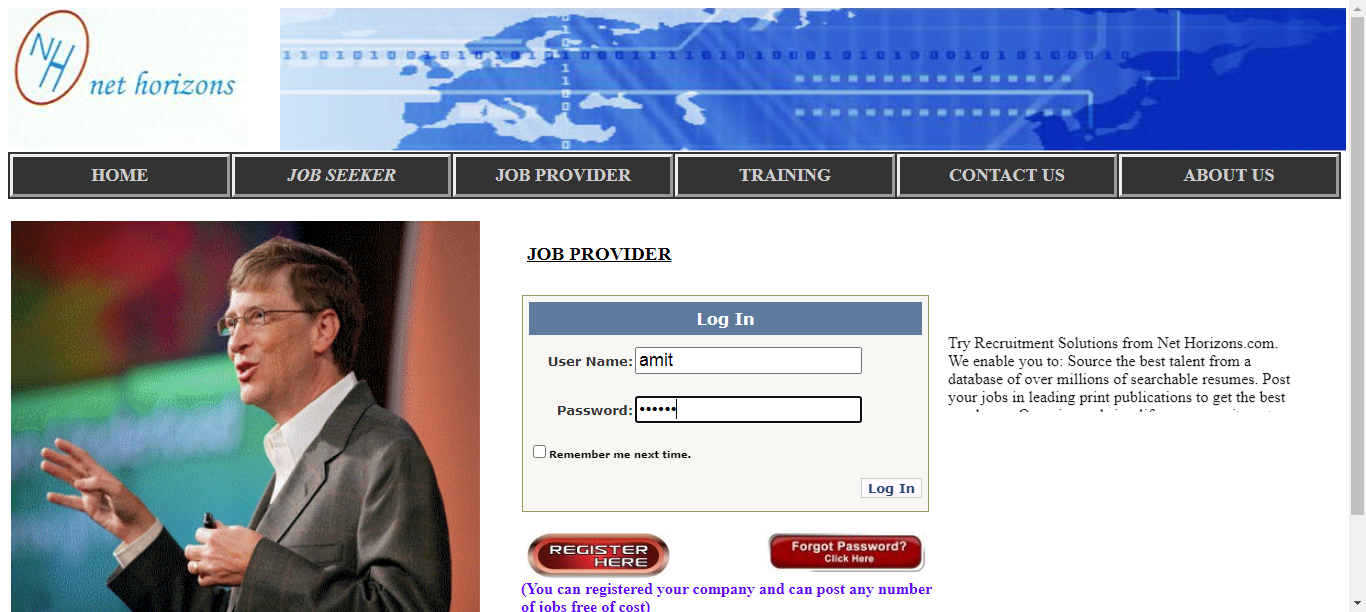 NH net horizons
HOME JOB SEEKER JOB PROVIDER TRAINING CONTACT US ABOUT US
JOB PROVIDER
Log In
User Name: amit
Password: ••••••
Remember me next time.
Log In
REGISTER
HERE
Forgot Password?
Click Here
(You can registered your company and can post any number
of jobs free of cost)
Try Recruitment Solutions from Net Horizons.com.
We enable you to: Source the best talent from a
database of over millions of searchable resumes. Post
your jobs in leading print publications to get the best